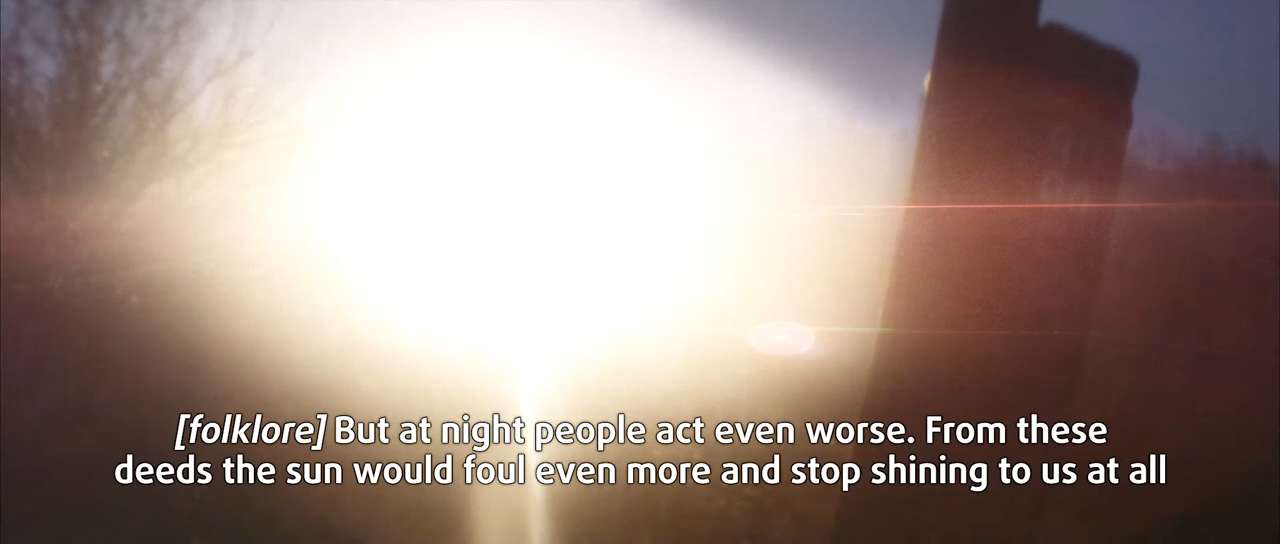 [folklore] But at night people act even worse. From these
deeds the sun would foul even more and stop shining to us at all